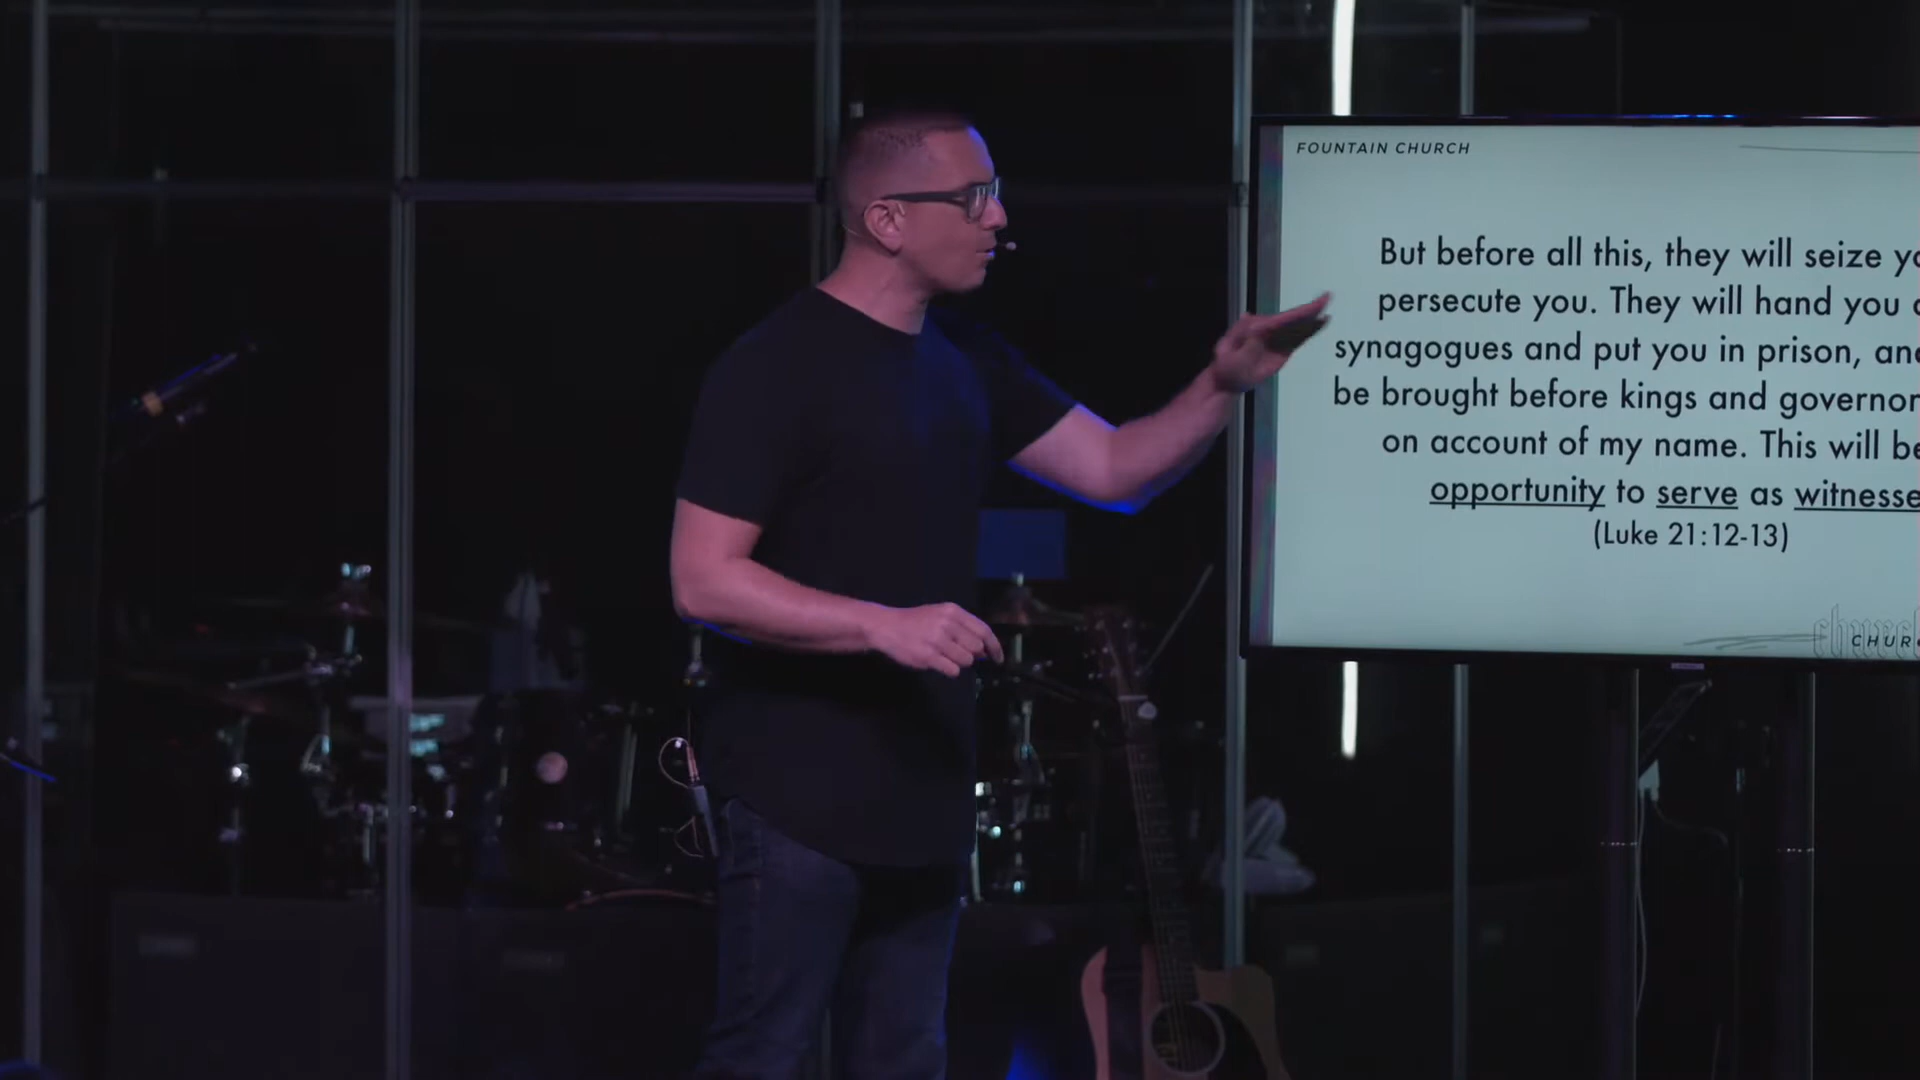 FOUNTAIN CHURCH
But before all this, they will seize
persecute you. They will hand you
synagogues and put you in prison,
be brought before kings and
on account of my name. This will
opportunity to serve as
(Luke 21:12-13)